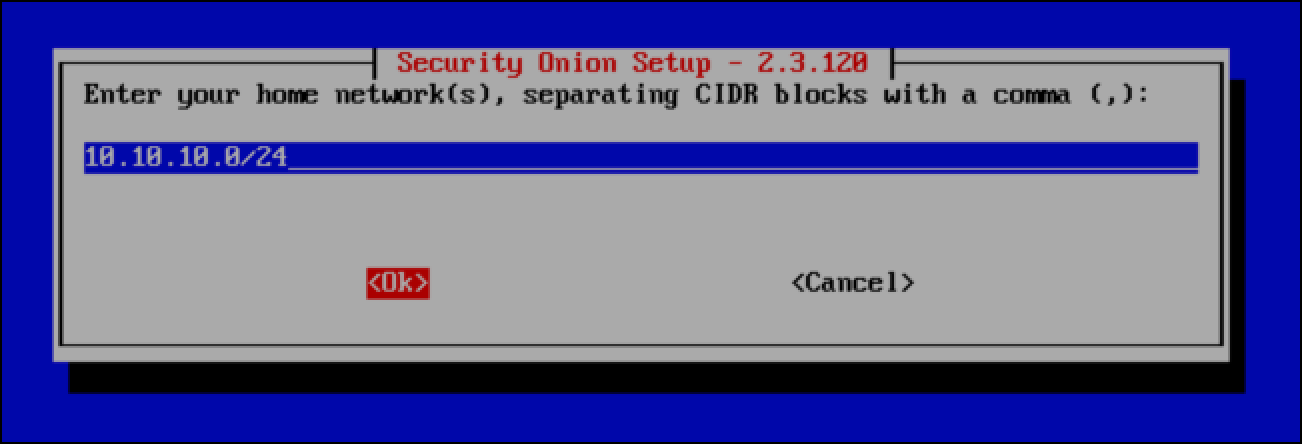 Security Onion Setup - 2.3.120
Enter your home network(s), separating CIDR blocks with a comma (,):
10.10.10.0/24
<Ok> <Cancel>